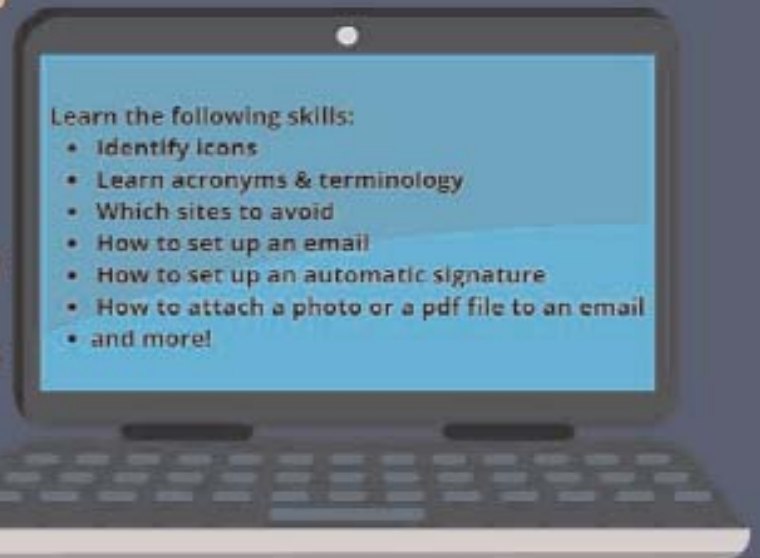 Learn the following skills:
• Identify icons
• Learn acronyms & terminology
• Which sites to avoid
• How to set up an email
• How to set up an automatic signature
• How to attach a photo or a pdf file to an email
• and more!